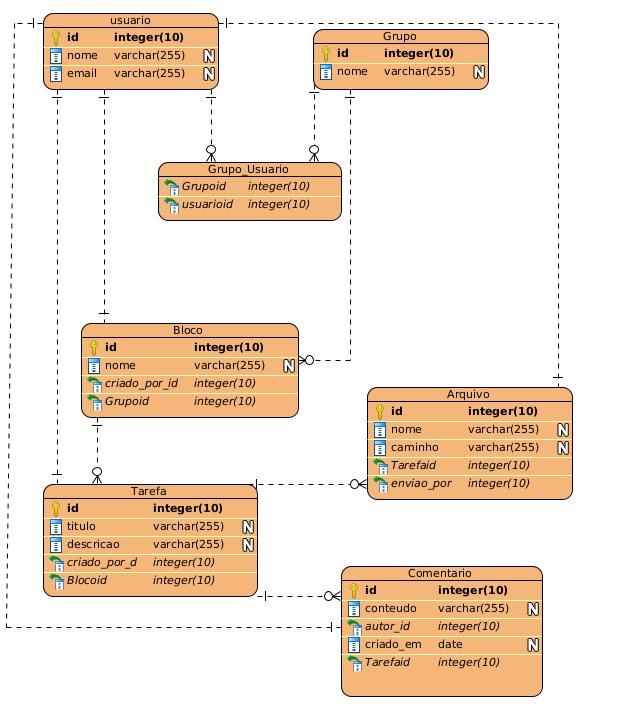 usuario
id integer(10)
nome varchar(255) N
email varchar(255) N
Grupo
id integer(10)
nome varchar(255) N
Grupo_Usuario
Grupoid integer(10)
usuarioid integer(10)
Bloco
id integer(10)
nome varchar(255) N
criado_por_id integer(10)
Grupoid integer(10)
Arquivo
id integer(10)
nome varchar(255) N
caminho varchar(255) N
Tarefaid integer(10)
enviao_por integer(10)
Tarefa
id integer(10)
titulo varchar(255) N
descricao varchar(255) N
criado_por_d integer(10)
Blocoid integer(10)
Comentario
id integer(10)
conteudo varchar(255) N
autor_id integer(10)
criado_em date N
Tarefaid integer(10)